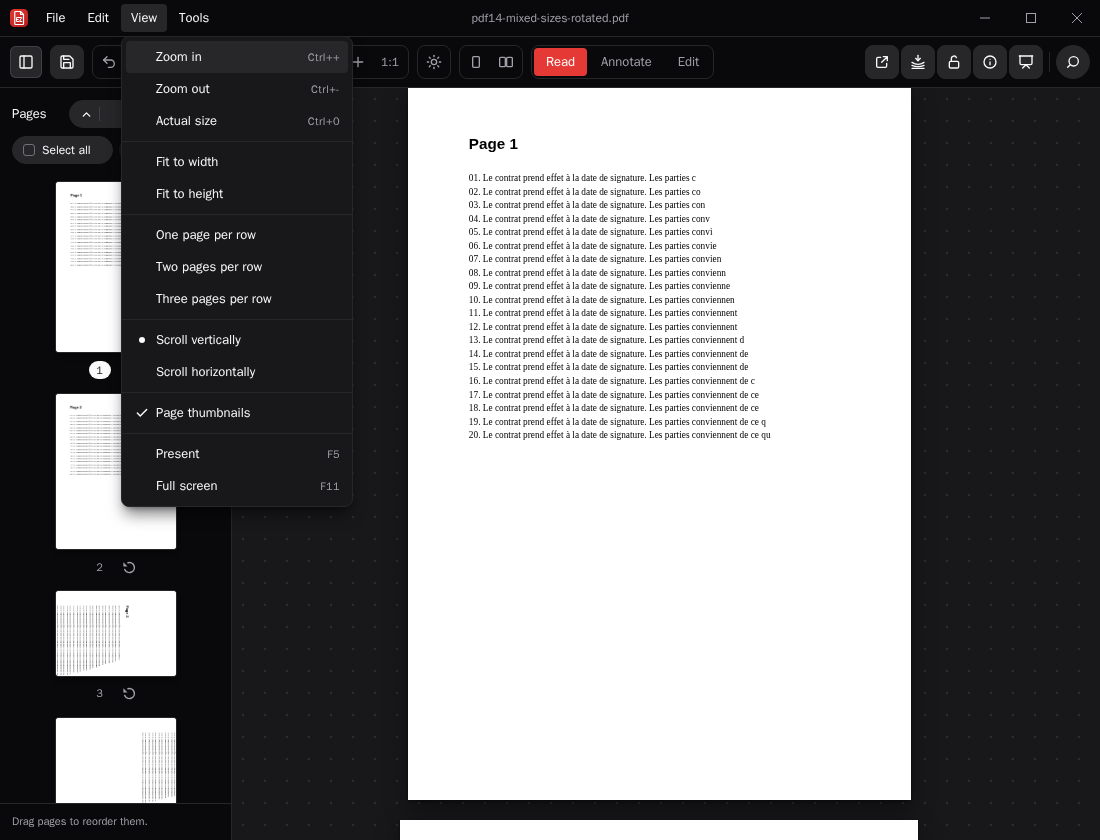 File Edit View Tools
pdf14-mixed-sizes-rotated.pdf
1:1
Read Annotate Edit
Pages
Select all
Zoom in Ctrl++
Zoom out Ctrl+-
Actual size Ctrl+0
Fit to width
Fit to height
One page per row
Two pages per row
Three pages per row
Scroll vertically
Scroll horizontally
Page thumbnails
Present F5
Full screen F11
Page 1
1
Page 2
2
3
Drag pages to reorder them.
Page 1
01. Le contrat prend effet à la date de signature. Les parties c
02. Le contrat prend effet à la date de signature. Les parties co
03. Le contrat prend effet à la date de signature. Les parties con
04. Le contrat prend effet à la date de signature. Les parties conv
05. Le contrat prend effet à la date de signature. Les parties convi
06. Le contrat prend effet à la date de signature. Les parties convie
07. Le contrat prend effet à la date de signature. Les parties convien
08. Le contrat prend effet à la date de signature. Les parties convienn
09. Le contrat prend effet à la date de signature. Les parties convienne
10. Le contrat prend effet à la date de signature. Les parties conviennen
11. Le contrat prend effet à la date de signature. Les parties conviennent
12. Le contrat prend effet à la date de signature. Les parties conviennent
13. Le contrat prend effet à la date de signature. Les parties conviennent d
14. Le contrat prend effet à la date de signature. Les parties conviennent de
15. Le contrat prend effet à la date de signature. Les parties conviennent de
16. Le contrat prend effet à la date de signature. Les parties conviennent de c
17. Le contrat prend effet à la date de signature. Les parties conviennent de ce
18. Le contrat prend effet à la date de signature. Les parties conviennent de ce
19. Le contrat prend effet à la date de signature. Les parties conviennent de ce q
20. Le contrat prend effet à la date de signature. Les parties conviennent de ce qu